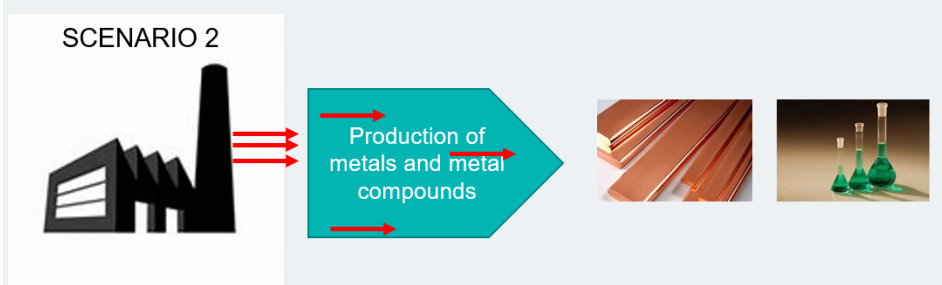 SCENARIO 2
Production of
metals and metal
compounds